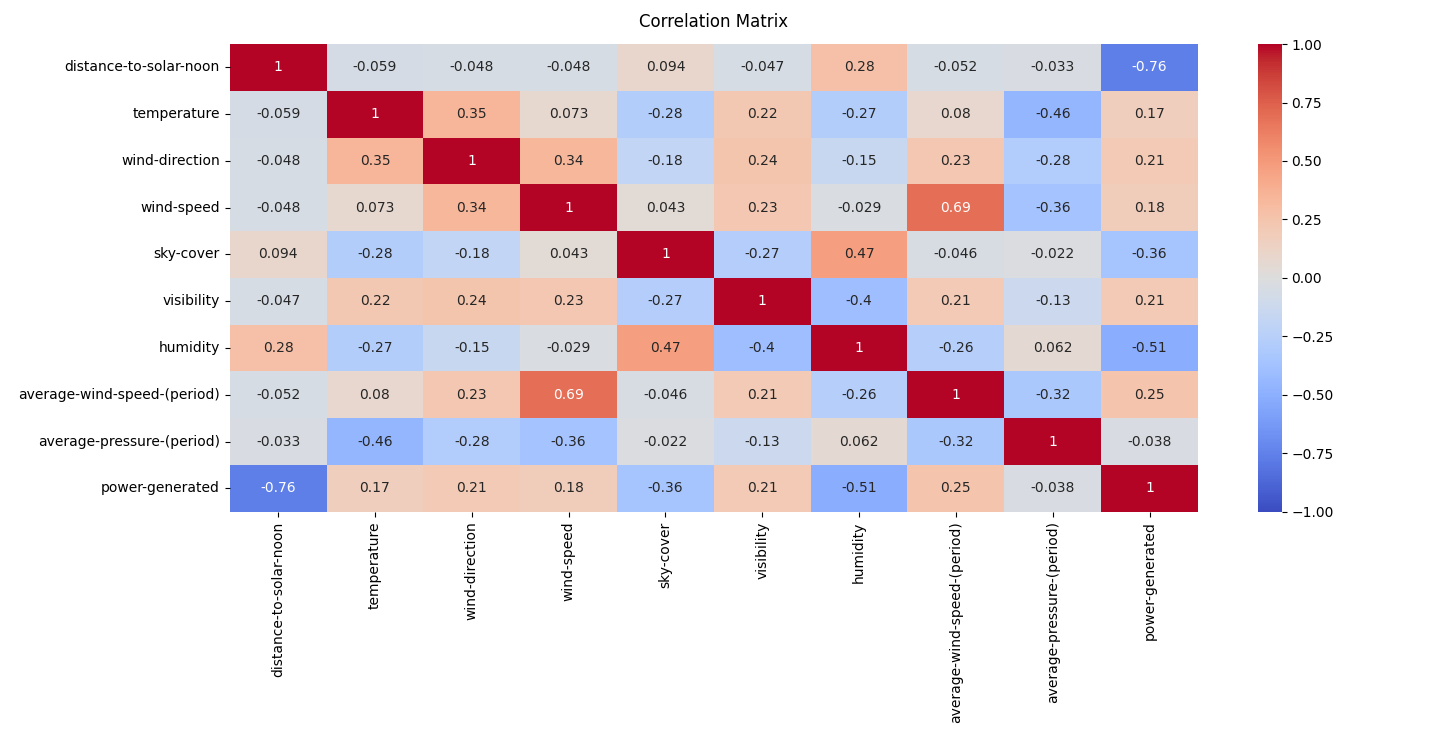 Correlation Matrix
distance-to-solar-noon 1 -0.059 -0.048 -0.048 0.094 -0.047 0.28 -0.052 -0.033 -0.76
temperature -0.059 1 0.35 0.073 -0.28 0.22 -0.27 0.08 -0.46 0.17
wind-direction -0.048 0.35 1 0.34 -0.18 0.24 -0.15 0.23 -0.28 0.21
wind-speed -0.048 0.073 0.34 1 0.043 0.23 -0.029 0.69 -0.36 0.18
sky-cover 0.094 -0.28 -0.18 0.043 1 -0.27 0.47 -0.046 -0.022 -0.36
visibility -0.047 0.22 0.24 0.23 -0.27 1 -0.4 0.21 -0.13 0.21
humidity 0.28 -0.27 -0.15 -0.029 0.47 -0.4 1 -0.26 0.062 -0.51
average-wind-speed-(period) -0.052 0.08 0.23 0.69 -0.046 0.21 -0.26 1 -0.32 0.25
average-pressure-(period) -0.033 -0.46 -0.28 -0.36 -0.022 -0.13 0.062 -0.32 1 -0.038
power-generated -0.76 0.17 0.21 0.18 -0.36 0.21 -0.51 0.25 -0.038 1
distance-to-solar-noon
temperature
wind-direction
wind-speed
sky-cover
visibility
humidity
average-wind-speed-(period)
average-pressure-(period)
power-generated
1.00
0.75
0.50
0.25
0.00
−0.25
−0.50
−0.75
−1.00